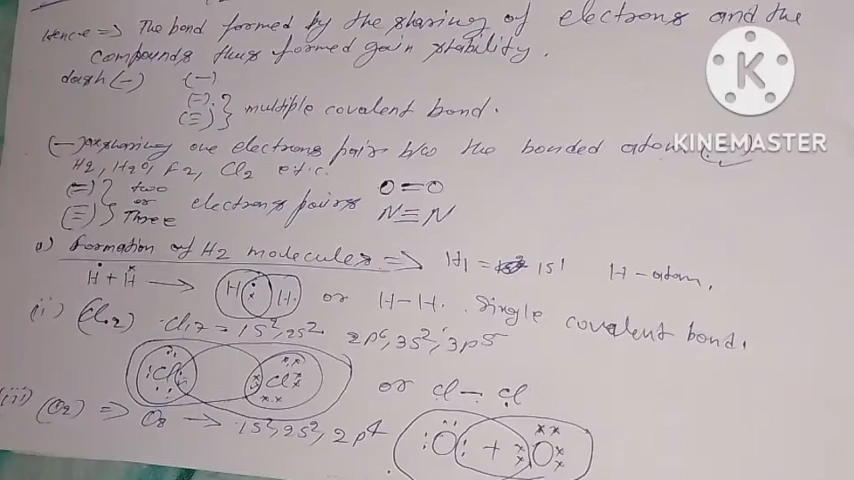 Hence => The bond formed by the sharing of electrons and the
compounds thus formed gain stability.
dash (-) (-)
(=)
(≡) } multiple covalent bond.
K
KINEMASTER
(-) sharing one electrons pair b/w the bonded atom
H2, H2O, F2, Cl2 etc.
(=) } two
or
(≡) } Three electrons pairs
O=O
N≡N
i) Formation of H2 molecules => H1 = 1s1 H-atom.
H + H → H H or H-H. Single covalent bond.
(ii) (Cl2) Cl17 = 1s2, 2s2 2p6, 3s2, 3p5
Cl Cl or Cl - Cl
(iii) (O2) => O8 → 1s2, 2s2, 2p4
O + O